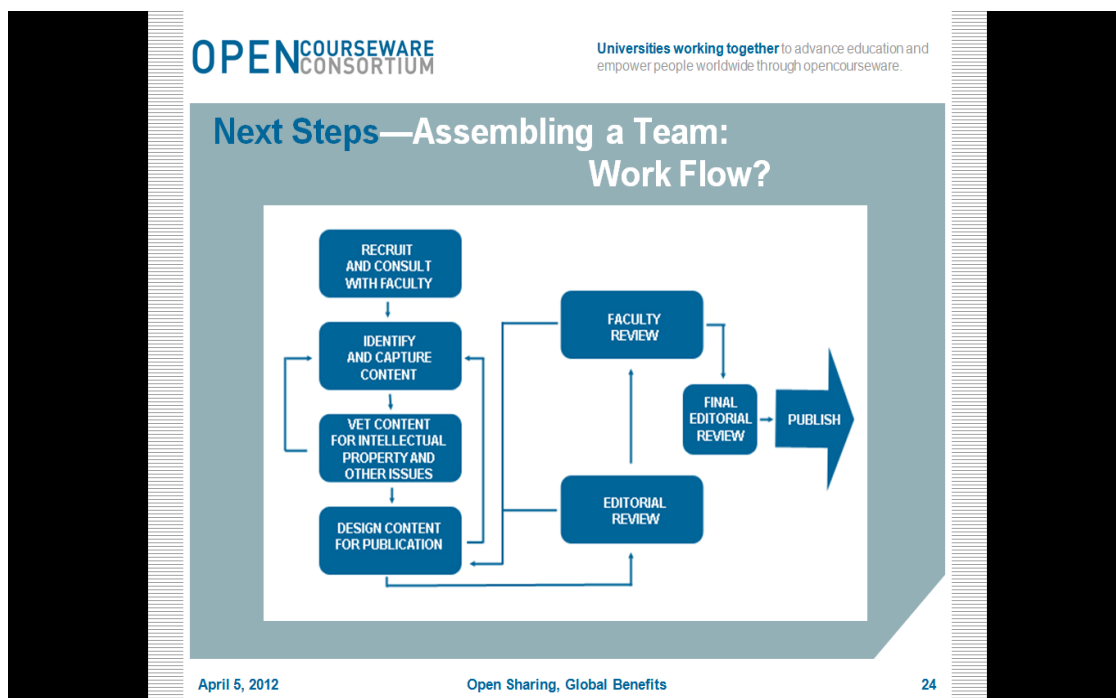 OPENCOURSEWARE
CONSORTIUM
Universities working together to advance education and
empower people worldwide through opencourseware.
Next Steps—Assembling a Team:
Work Flow?
RECRUIT
AND CONSULT
WITH FACULTY
IDENTIFY
AND CAPTURE
CONTENT
VET CONTENT
FOR INTELLECTUAL
PROPERTY AND
OTHER ISSUES
DESIGN CONTENT
FOR PUBLICATION
FACULTY
REVIEW
EDITORIAL
REVIEW
FINAL
EDITORIAL
REVIEW
PUBLISH
April 5, 2012
Open Sharing, Global Benefits
24